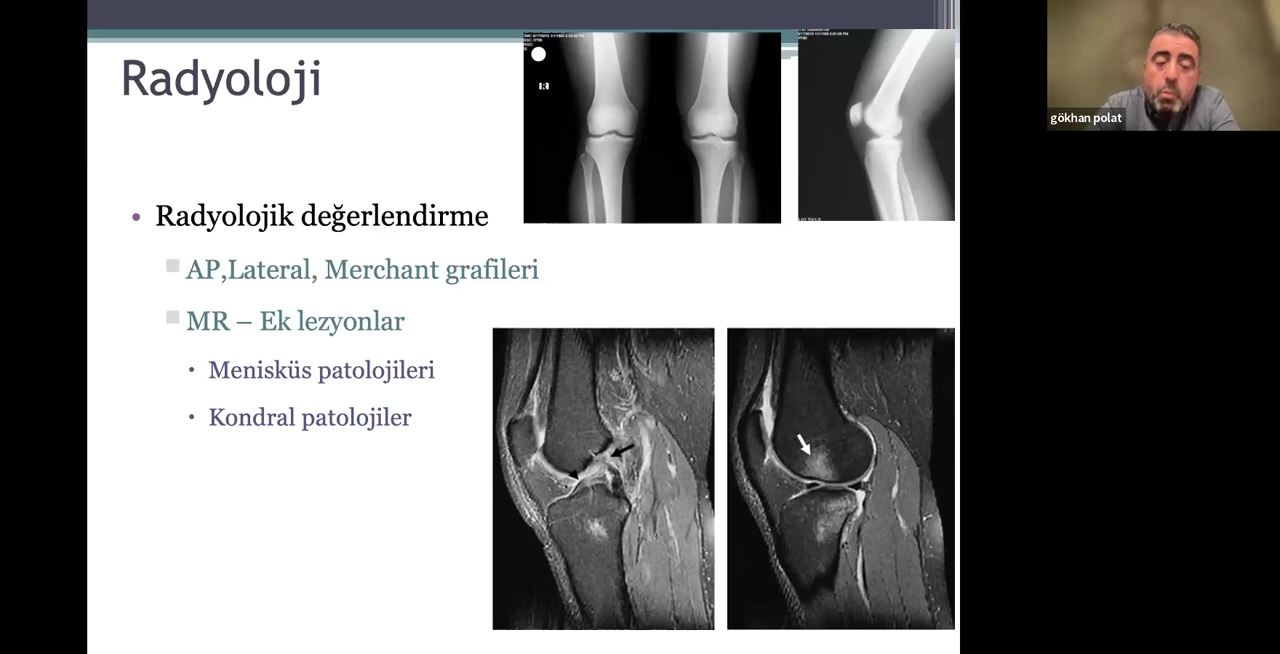 Radyoloji
R
• Radyolojik değerlendirme
AP,Lateral, Merchant grafileri
MR – Ek lezyonlar
• Menisküs patolojileri
• Kondral patolojiler
gökhan polat